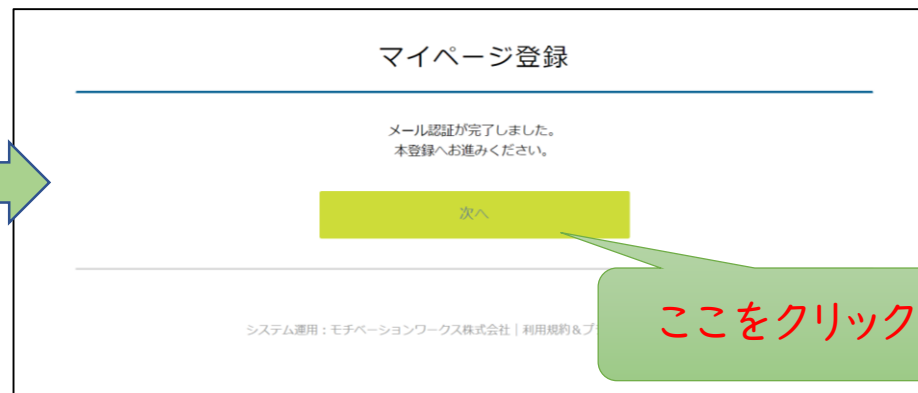 マイページ登録
メール認証が完了しました。
本登録へお進みください。
次へ
システム運用：モチベーションワークス株式会社｜利用規約＆プ
ここをクリック